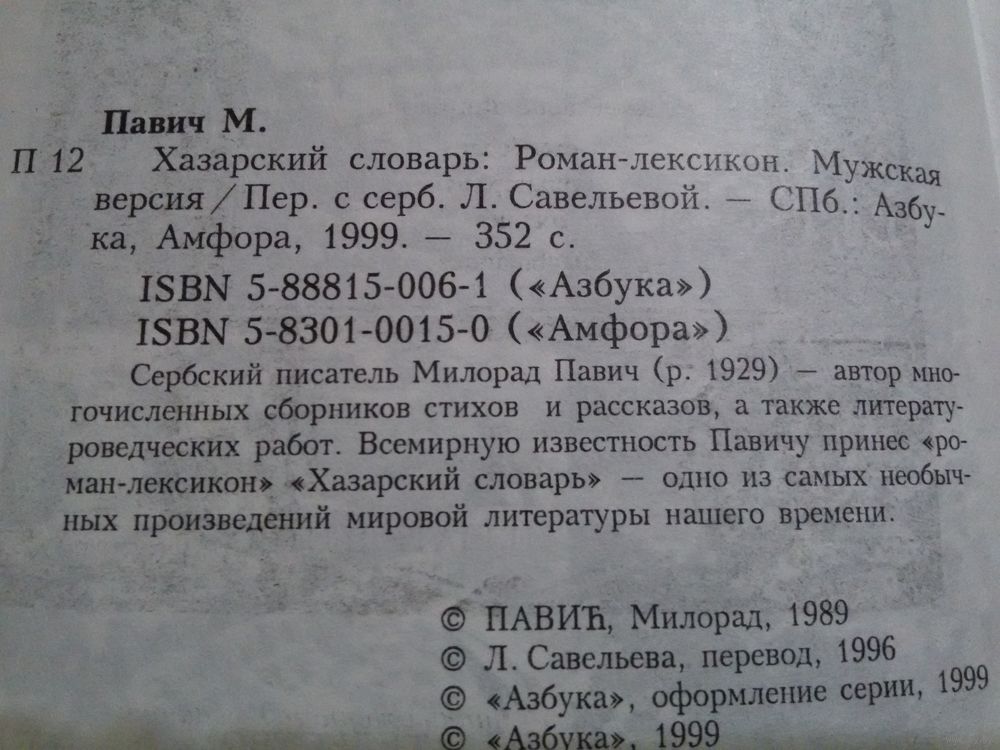 Павич М.
П 12 Хазарский словарь: Роман-лексикон. Мужская
версия / Пер. с серб. Л. Савельевой. — СПб.: Азбу-
ка, Амфора, 1999. — 352 с.
ISBN 5-88815-006-1 («Азбука»)
ISBN 5-8301-0015-0 («Амфора»)
Сербский писатель Милорад Павич (р. 1929) — автор мно-
гочисленных сборников стихов и рассказов, а также литерату-
роведческих работ. Всемирную известность Павичу принес «ро-
ман-лексикон» «Хазарский словарь» — одно из самых необыч-
ных произведений мировой литературы нашего времени.
© ПАВИЋ, Милорад, 1989
© Л. Савельева, перевод, 1996
© «Азбука», оформление серии, 1999
© «Азбука», 1999